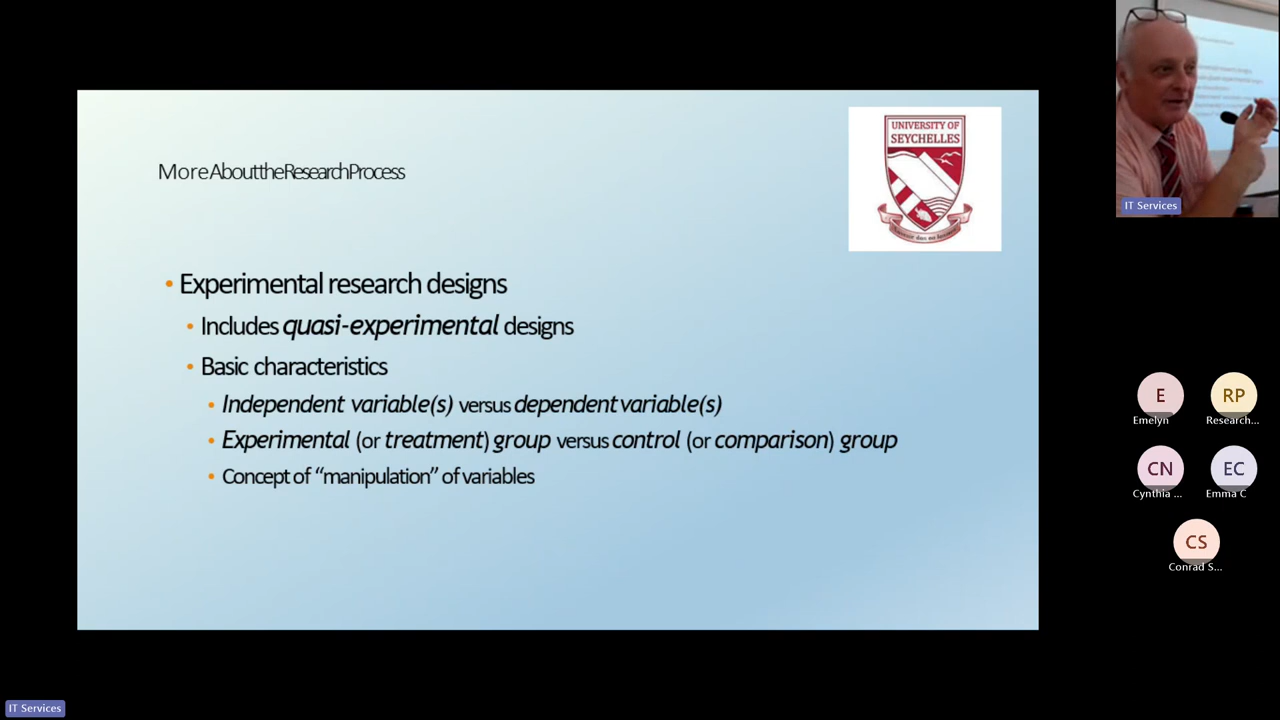 UNIVERSITY OF
SEYCHELLES
More About the Research Process
• Experimental research designs
• Includes quasi-experimental designs
• Basic characteristics
• Independent variable(s) versus dependent variable(s)
• Experimental (or treatment) group versus control (or comparison) group
• Concept of “manipulation” of variables
IT Services
E
Emelyn
RP
Research...
CN
Cynthia ...
EC
Emma C
CS
Conrad S...
IT Services